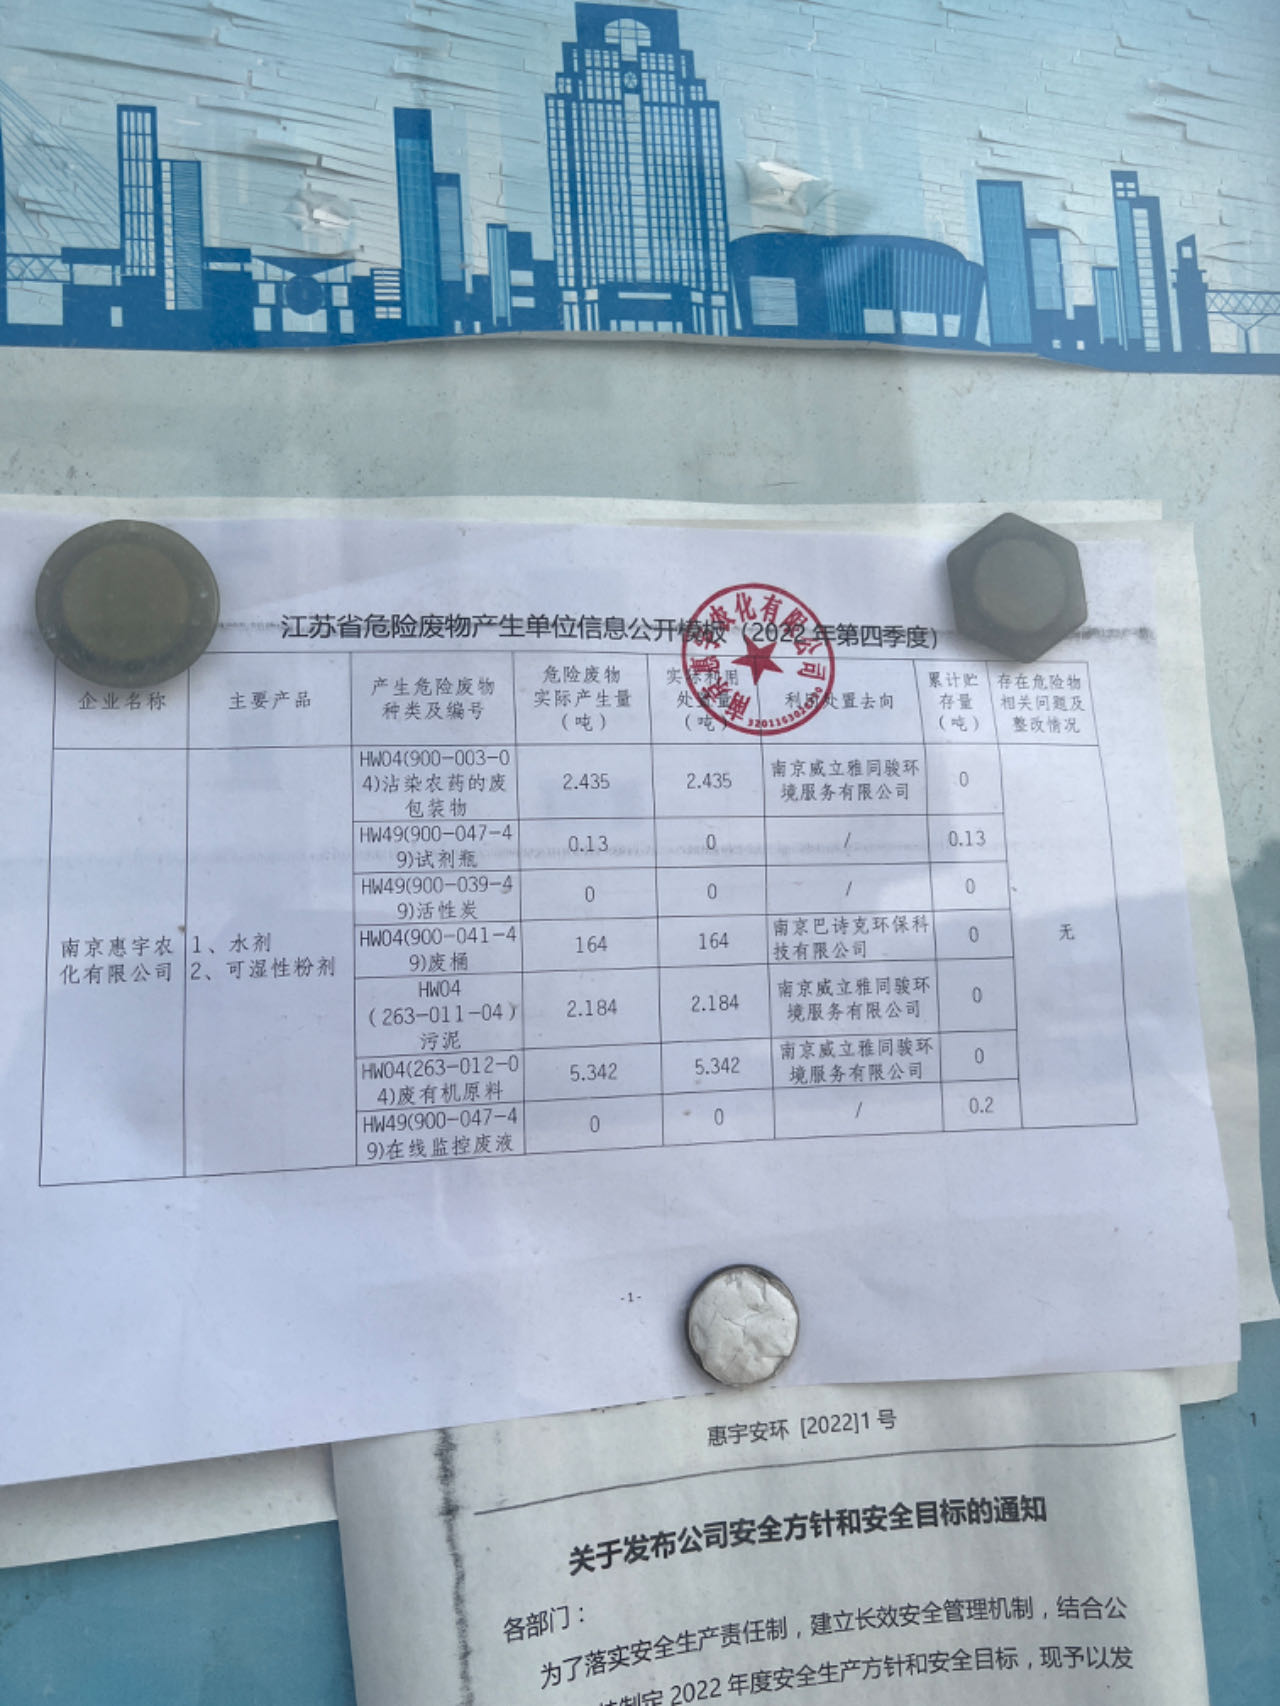 江苏省危险废物产生单位信息公开模板（2022年第四季度）
南京惠宇农化有限公司
企业名称
主要产品
产生危险废物
种类及编号
危险废物
实际产生量
（吨）
实际利用
处置量
（吨）
利用处置去向
累计贮
存量
（吨）
存在危险物
相关问题及
整改情况
南京惠宇农
化有限公司
1、水剂
2、可湿性粉剂
HW04(900-003-0
4)沾染农药的废
包装物
2.435
2.435
南京威立雅同骏环
境服务有限公司
0
HW49(900-047-4
9)试剂瓶
0.13
0
/
0.13
HW49(900-039-4
9)活性炭
0
0
/
0
HW04(900-041-4
9)废桶
164
164
南京巴诗克环保科
技有限公司
0
HW04
（263-011-04）
污泥
2.184
2.184
南京威立雅同骏环
境服务有限公司
0
HW04(263-012-0
4)废有机原料
5.342
5.342
南京威立雅同骏环
境服务有限公司
0
HW49(900-047-4
9)在线监控废液
0
0
/
0.2
无
-1-
惠宇安环 [2022]1号
关于发布公司安全方针和安全目标的通知
各部门：
为了落实安全生产责任制，建立长效安全管理机制，结合公
制定 2022 年度安全生产方针和安全目标，现予以发
1